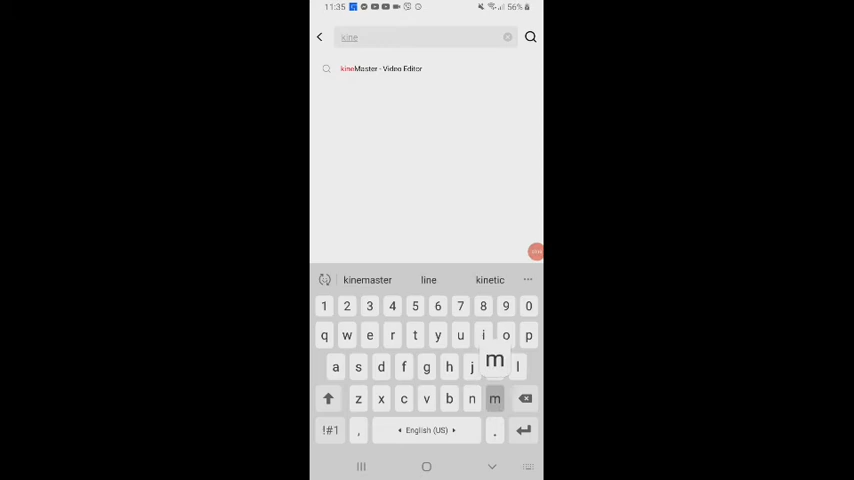 11:35 56%
kine
kineMaster - Video Editor
kinemaster line kinetic ...
1 2 3 4 5 6 7 8 9 0
q w e r t y u i o p
a s d f g h j m l
z x c v b n m
!#1 , English (US) .